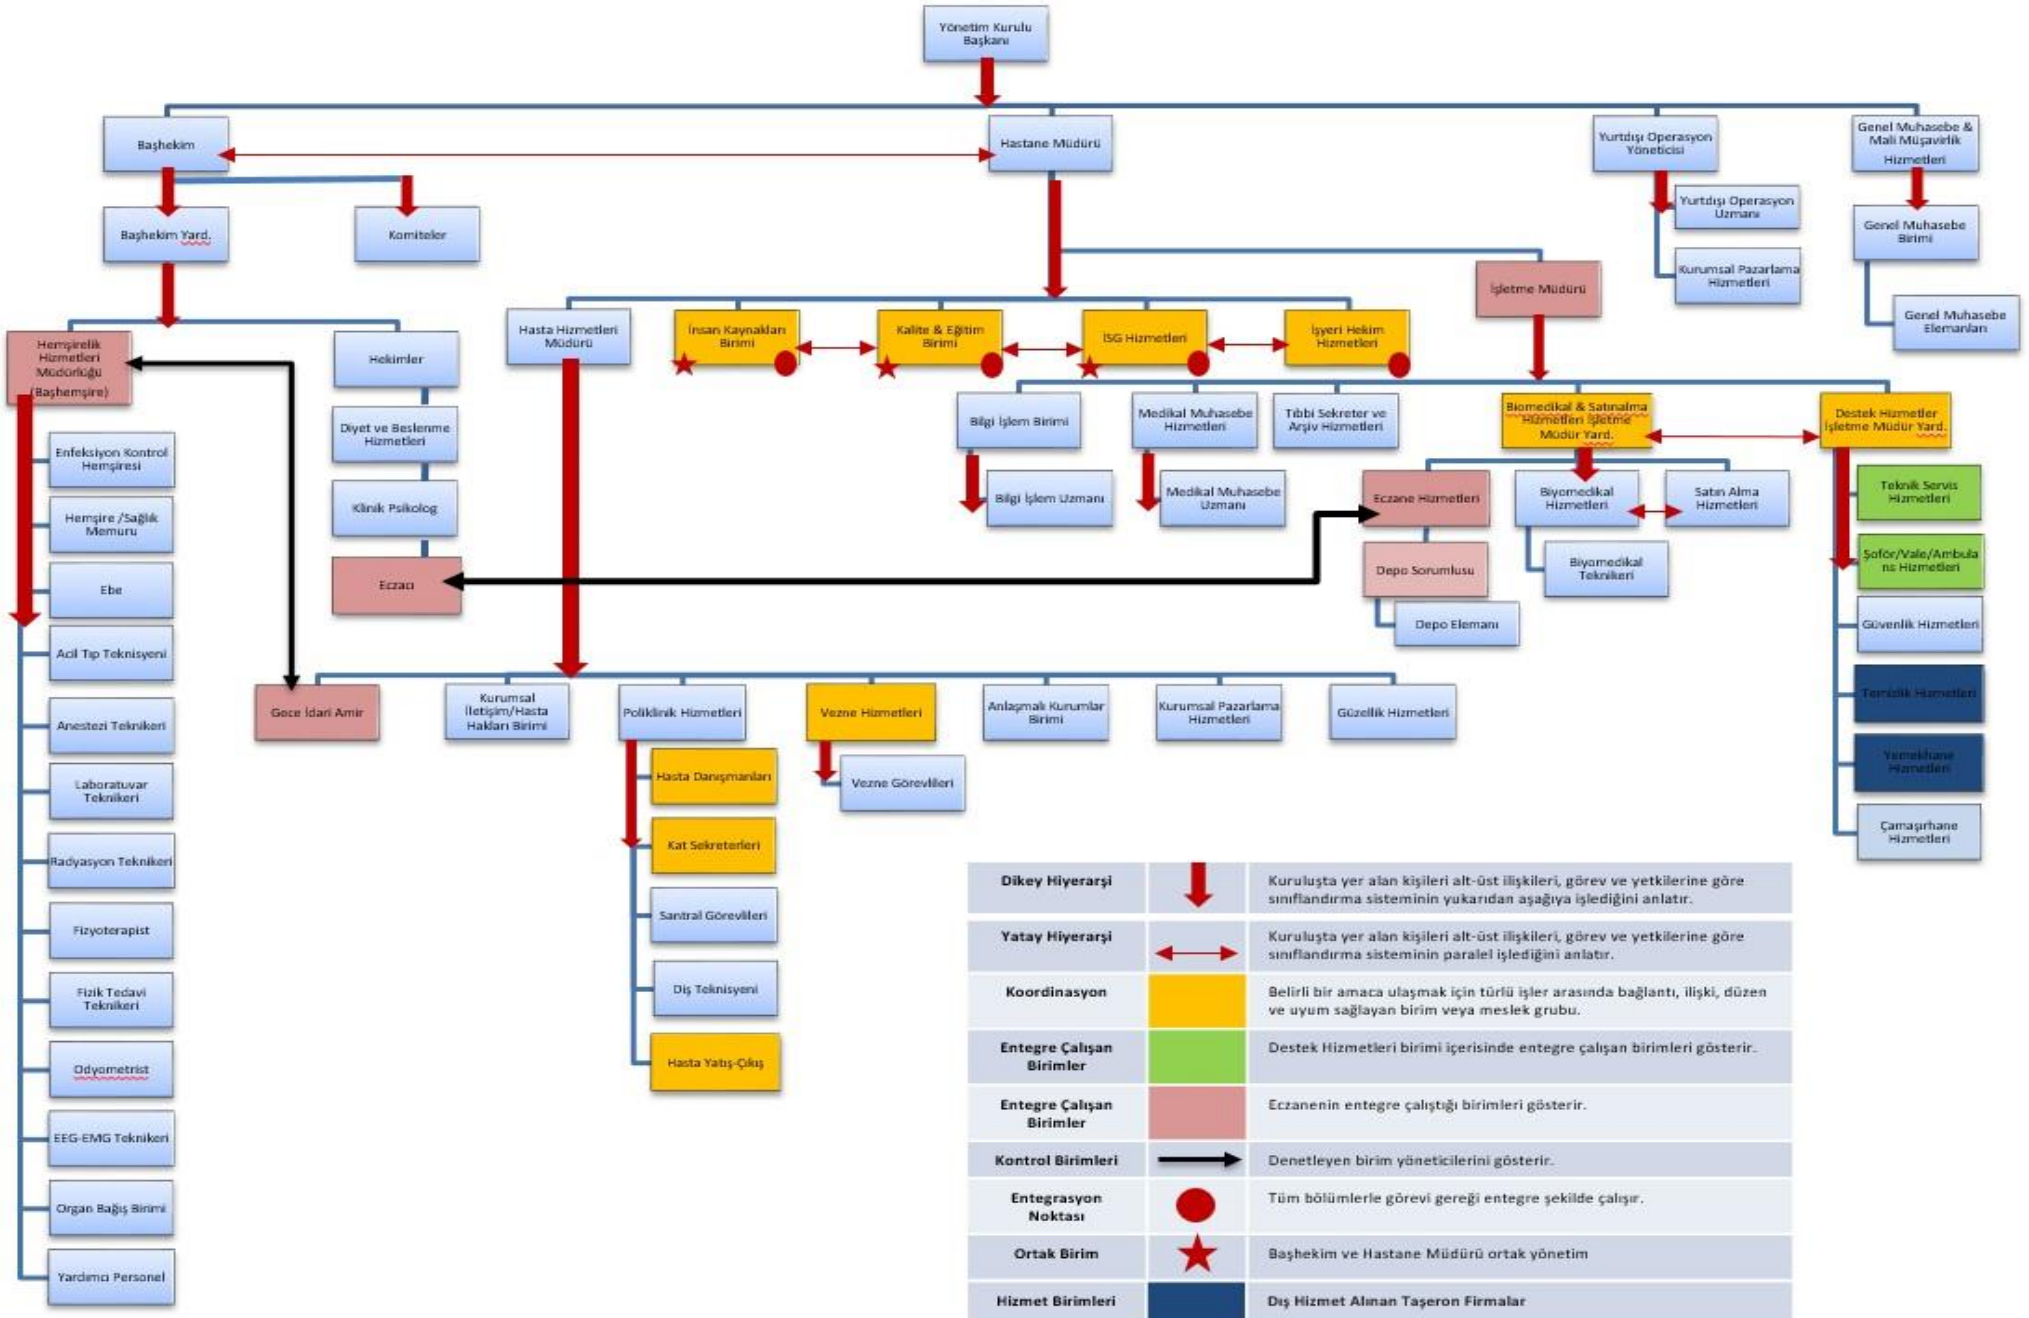 Yönetim Kurulu
Başkanı
Başhekim
Hastane Müdürü
Yurtdışı Operasyon
Yöneticisi
Genel Muhasebe &
Mali Müşavirlik
Hizmetleri
Başhekim Yard.
Komiteler
Yurtdışı Operasyon
Uzmanı
Kurumsal Pazarlama
Hizmetleri
Genel Muhasebe
Birimi
Genel Muhasebe
Elemanları
İşletme Müdürü
Hemşirelik
Hizmetleri
Müdürlüğü
(Başhemşire)
Hekimler
Diyet ve Beslenme
Hizmetleri
Klinik Psikolog
Eczacı
Hasta Hizmetleri
Müdürü
İnsan Kaynakları
Birimi
Kalite & Eğitim
Birimi
İSG Hizmetleri
İşyeri Hekim
Hizmetleri
Bilgi İşlem Birimi
Medikal Muhasebe
Hizmetleri
Tıbbi Sekreter ve
Arşiv Hizmetleri
Biomedikal & Satınalma
Hizmetleri İşletme
Müdür Yard.
Destek Hizmetler
İşletme Müdür Yard.
Bilgi İşlem Uzmanı
Medikal Muhasebe
Uzmanı
Eczane Hizmetleri
Biyomedikal
Hizmetleri
Satın Alma
Hizmetleri
Depo Sorumlusu
Biyomedikal
Teknikeri
Depo Elemanı
Teknik Servis
Hizmetleri
Şoför/Vale/Ambula
ns Hizmetleri
Güvenlik Hizmetleri
Temizlik Hizmetleri
Yemekhane
Hizmetleri
Çamaşırhane
Hizmetleri
Enfeksiyon Kontrol
Hemşiresi
Hemşire /Sağlık
Memuru
Ebe
Acil Tıp Teknisyeni
Anestezi Teknikeri
Laboratuvar
Teknikeri
Radyasyon Teknikeri
Fizyoterapist
Fizik Tedavi
Teknikeri
Odyometrist
EEG-EMG Teknikeri
Organ Bağış Birimi
Yardımcı Personel
Gece İdari Amir
Kurumsal
İletişim/Hasta
Hakları Birimi
Poliklinik Hizmetleri
Vezne Hizmetleri
Anlaşmalı Kurumlar
Birimi
Kurumsal Pazarlama
Hizmetleri
Güzellik Hizmetleri
Hasta Danışmanları
Kat Sekreterleri
Santral Görevlileri
Diş Teknisyeni
Hasta Yatış-Çıkış
Vezne Görevlileri
Dikey Hiyerarşi
Kuruluşta yer alan kişileri alt-üst ilişkileri, görev ve yetkilerine göre
sınıflandırma sisteminin yukarıdan aşağıya işlediğini anlatır.
Yatay Hiyerarşi
Kuruluşta yer alan kişileri alt-üst ilişkileri, görev ve yetkilerine göre
sınıflandırma sisteminin paralel işlediğini anlatır.
Koordinasyon
Belirli bir amaca ulaşmak için türlü işler arasında bağlantı, ilişki, düzen
ve uyum sağlayan birim veya meslek grubu.
Entegre Çalışan
Birimler
Destek Hizmetleri birimi içerisinde entegre çalışan birimleri gösterir.
Entegre Çalışan
Birimler
Eczanenin entegre çalıştığı birimleri gösterir.
Kontrol Birimleri
Denetleyen birim yöneticilerini gösterir.
Entegrasyon
Noktası
Tüm bölümlerle görevi gereği entegre şekilde çalışır.
Ortak Birim
Başhekim ve Hastane Müdürü ortak yönetim
Hizmet Birimleri
Dış Hizmet Alınan Taşeron Firmalar